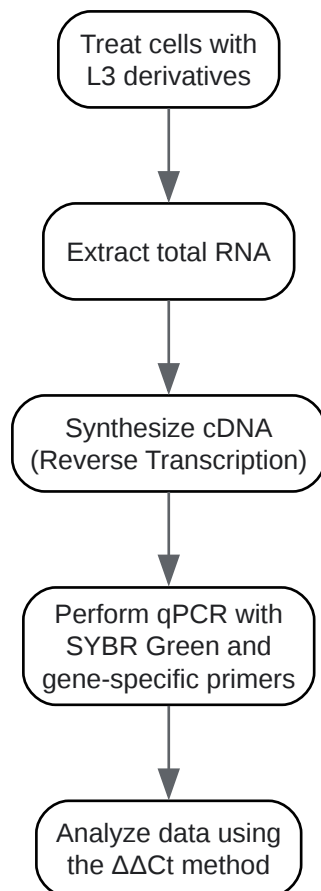 Treat cells with
L3 derivatives
Extract total RNA
Synthesize cDNA
(Reverse Transcription)
Perform qPCR with
SYBR Green and
gene-specific primers
Analyze data using
the ΔΔCt method